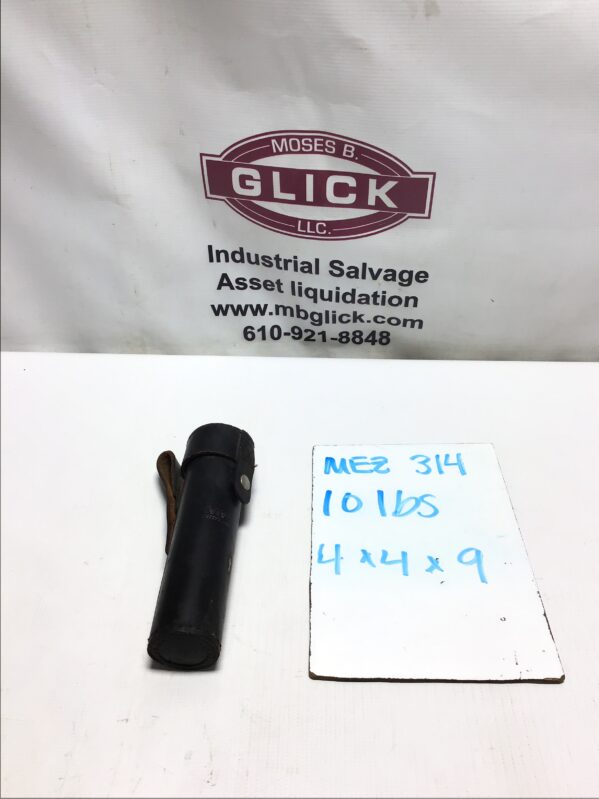 MOSES B.
GLICK
LLC.
Industrial Salvage
Asset liquidation
www.mbglick.com
610-921-8848
MEZ 314
10 lbs
4 x 4 x 9